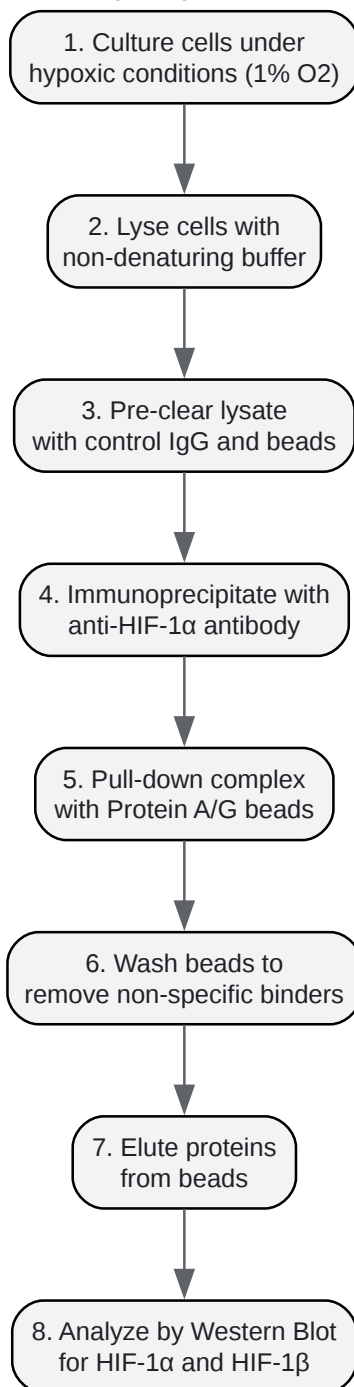 1. Culture cells under
hypoxic conditions (1% O2)
2. Lyse cells with
non-denaturing buffer
3. Pre-clear lysate
with control IgG and beads
4. Immunoprecipitate with
anti-HIF-1α antibody
5. Pull-down complex
with Protein A/G beads
6. Wash beads to
remove non-specific binders
7. Elute proteins
from beads
8. Analyze by Western Blot
for HIF-1α and HIF-1β